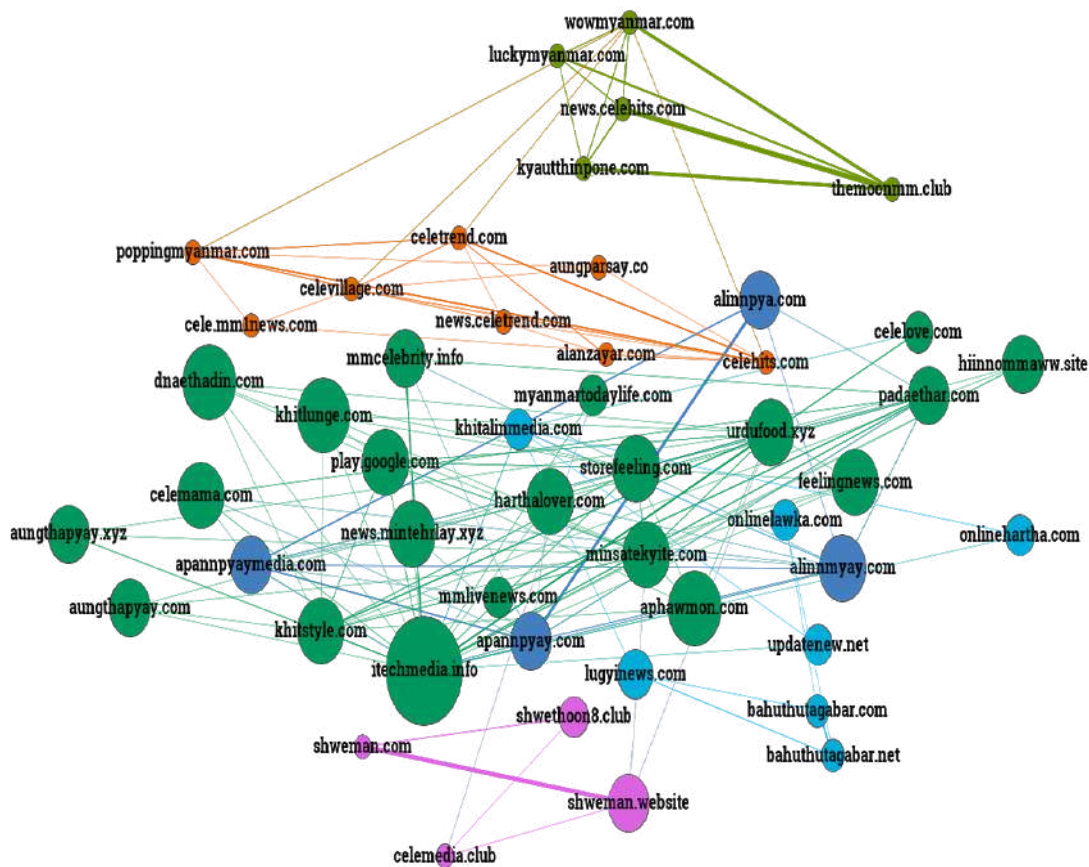 wowmyanmar.com
luckymyanmar.com
news.celehits.com
kyautthinpone.com
themoonmm.club
celetrend.com
poppingmyanmar.com
aungparsay.co
celevillage.com
alinnpya.com
cele.mm1news.com
news.celetrend.com
celelove.com
mmcelebrity.info
alanzayar.com
celehits.com
hiinnommaww.site
dnaethadin.com
myanmartodaylife.com
padaethar.com
khitlunge.com
khitalinmedia.com
urdufood.xyz
play.google.com
storefeeling.com
feelingnews.com
celemama.com
harthalover.com
onlinelawka.com
aungthapyay.xyz
news.mintehrlay.xyz
onlinehartha.com
minsatekyite.com
apannpyaymedia.com
alinnmyay.com
mmlivenews.com
aungthapyay.com
aphawmon.com
khitstyle.com
apannpyay.com
updatenew.net
itechmedia.info
lugyinews.com
shwethoon8.club
bahuthutagabar.com
shweman.com
bahuthutagabar.net
shweman.website
celemedia.club